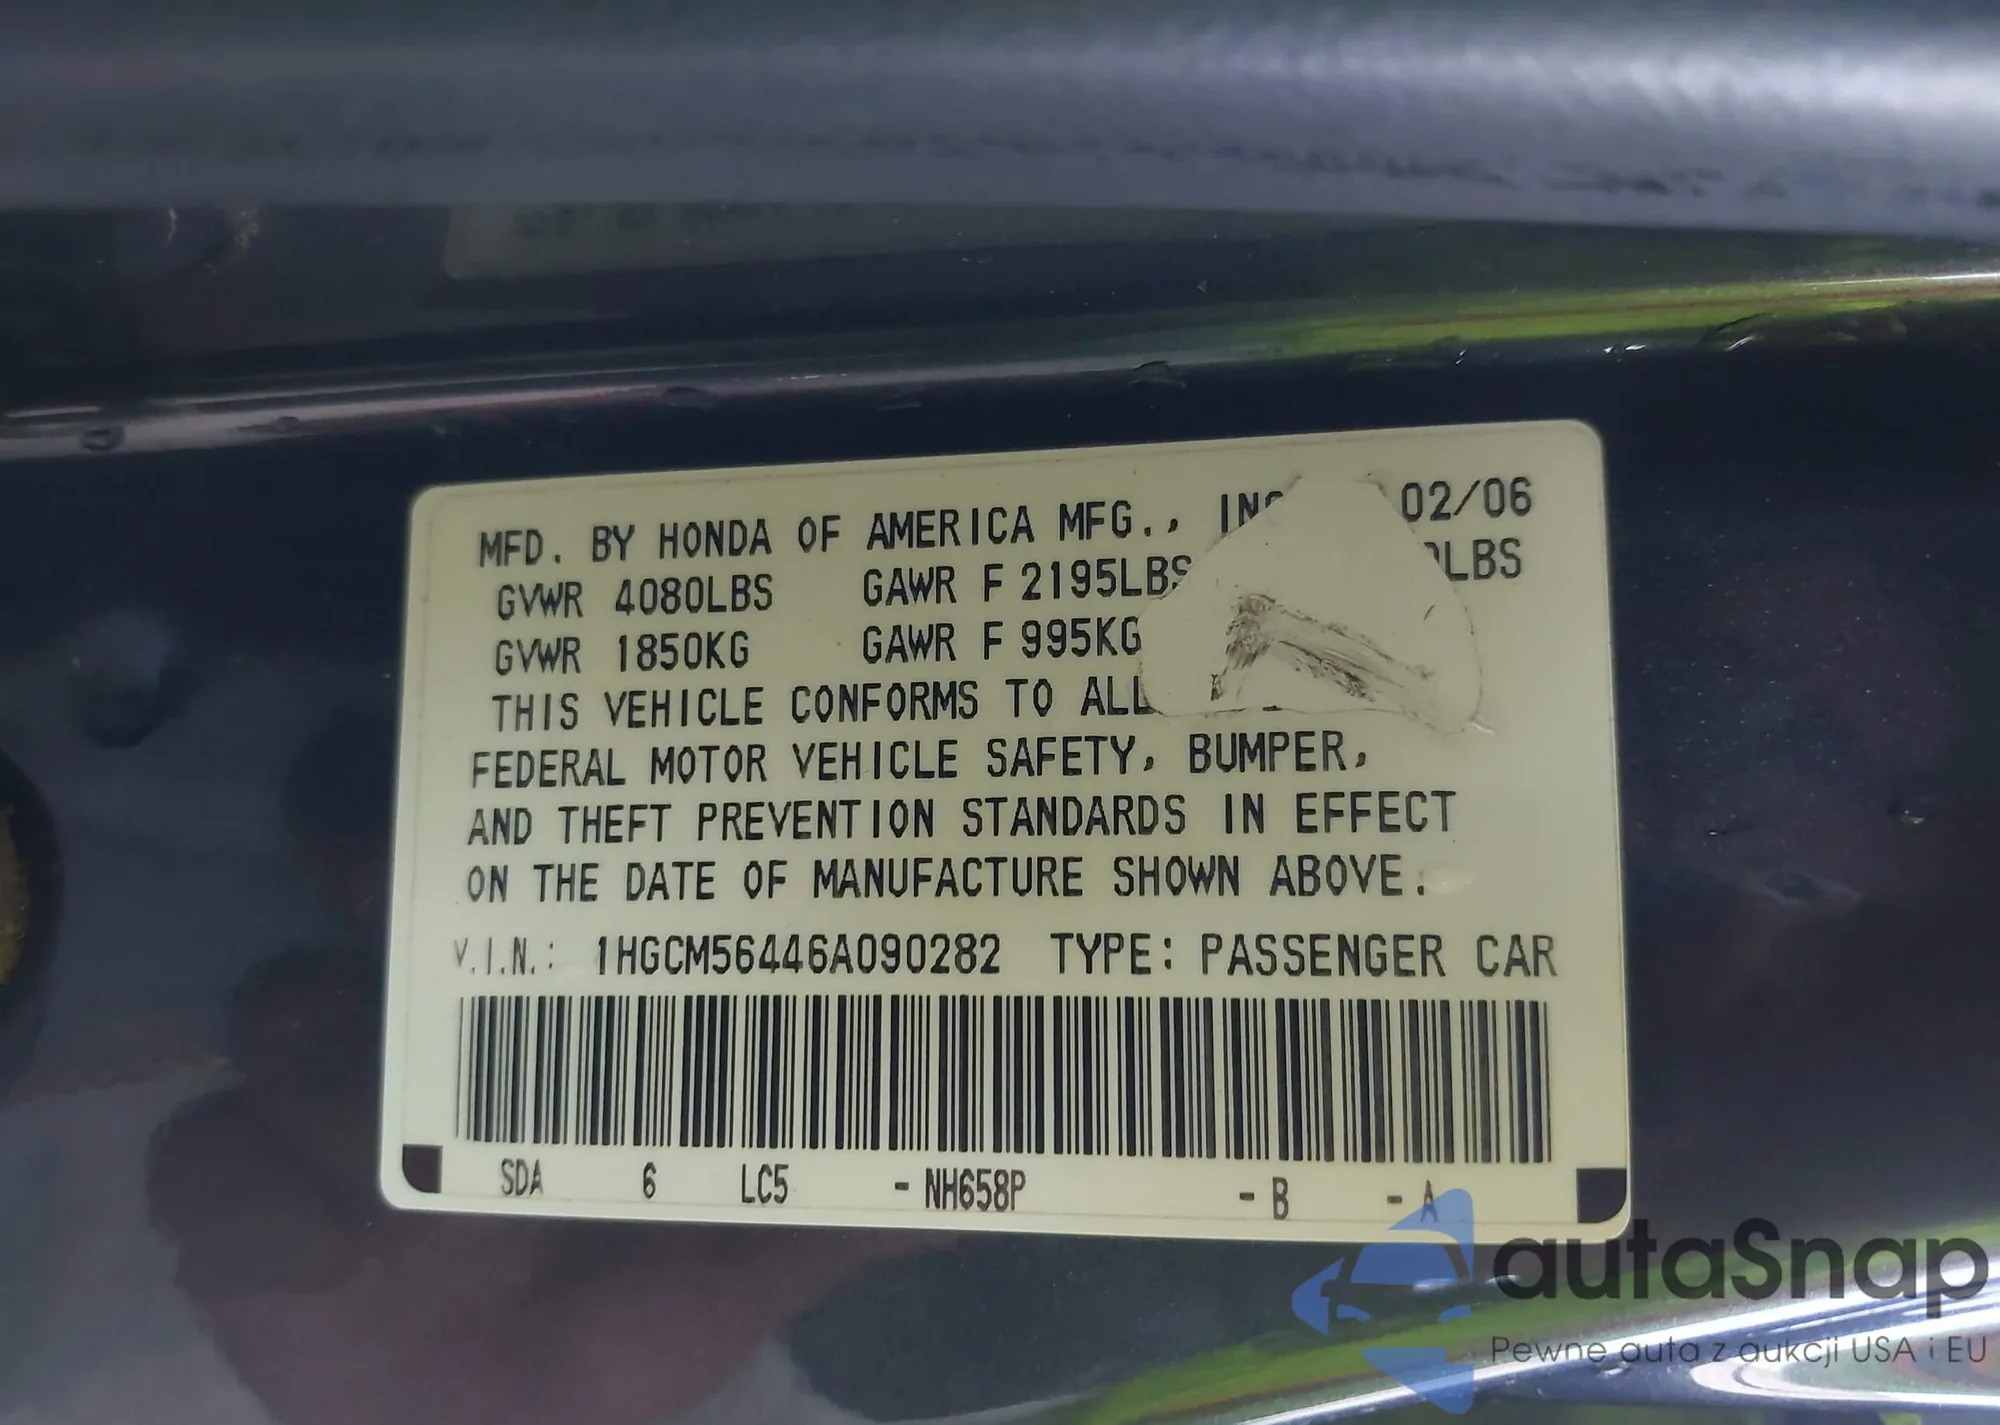 MFD. BY HONDA OF AMERICA MFG., INC 02/06
GVWR 4080LBS GAWR F 2195LBS LBS
GVWR 1850KG GAWR F 995KG
THIS VEHICLE CONFORMS TO ALL
FEDERAL MOTOR VEHICLE SAFETY, BUMPER,
AND THEFT PREVENTION STANDARDS IN EFFECT
ON THE DATE OF MANUFACTURE SHOWN ABOVE.
V.I.N.: 1HGCM56446A090282 TYPE: PASSENGER CAR
SDA 6 LC5 - NH658P - B - A
autaSnap
Pewne auta z aukcji USA i EU